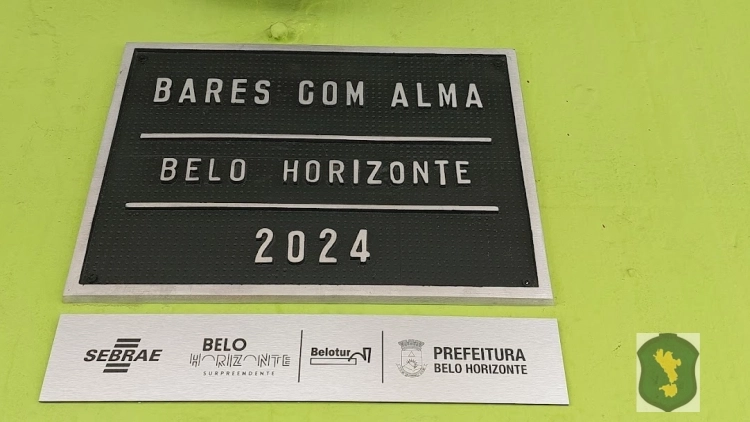 BARES COM ALMA
BELO HORIZONTE
2024
SEBRAE
BELO
HORIZONTE
SURPREENDENTE
Belotur
PREFEITURA
BELO HORIZONTE